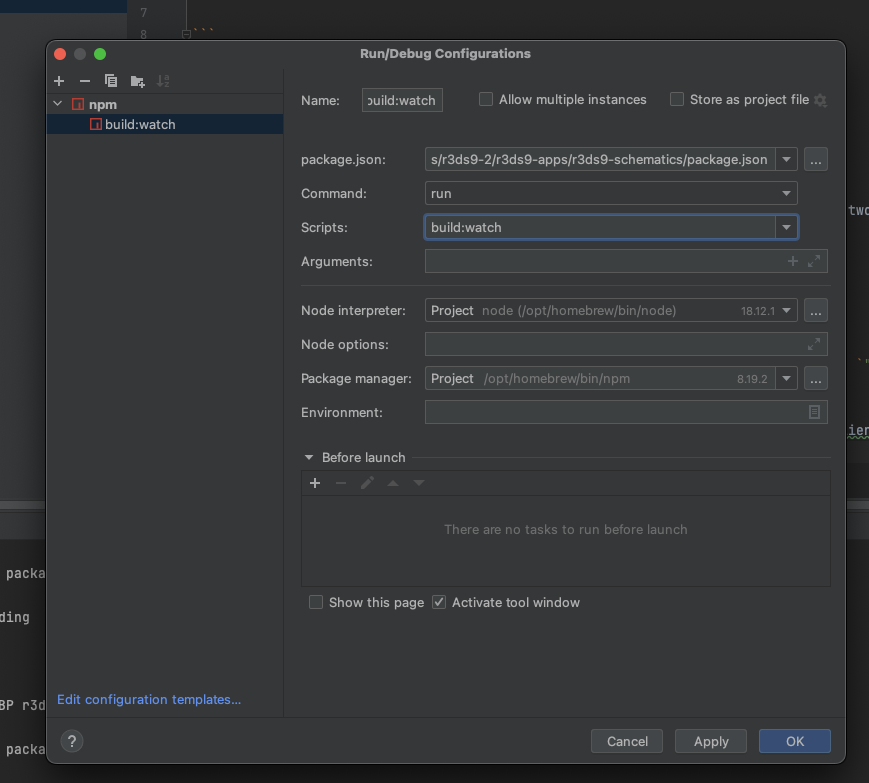 7
8
```
Run/Debug Configurations
npm
build:watch
Name:
build:watch
Allow multiple instances
Store as project file
package.json:
s/r3ds9-2/r3ds9-apps/r3ds9-schematics/package.json
...
Command:
run
two
Scripts:
build:watch
Arguments:
Node interpreter:
Project node (/opt/homebrew/bin/node) 18.12.1
...
Node options:
Package manager:
Project /opt/homebrew/bin/npm 8.19.2
...
Environment:
ier
Before launch
There are no tasks to run before launch
packa
Show this page
Activate tool window
ding
Edit configuration templates...
BP r3d
packa
?
Cancel
Apply
OK